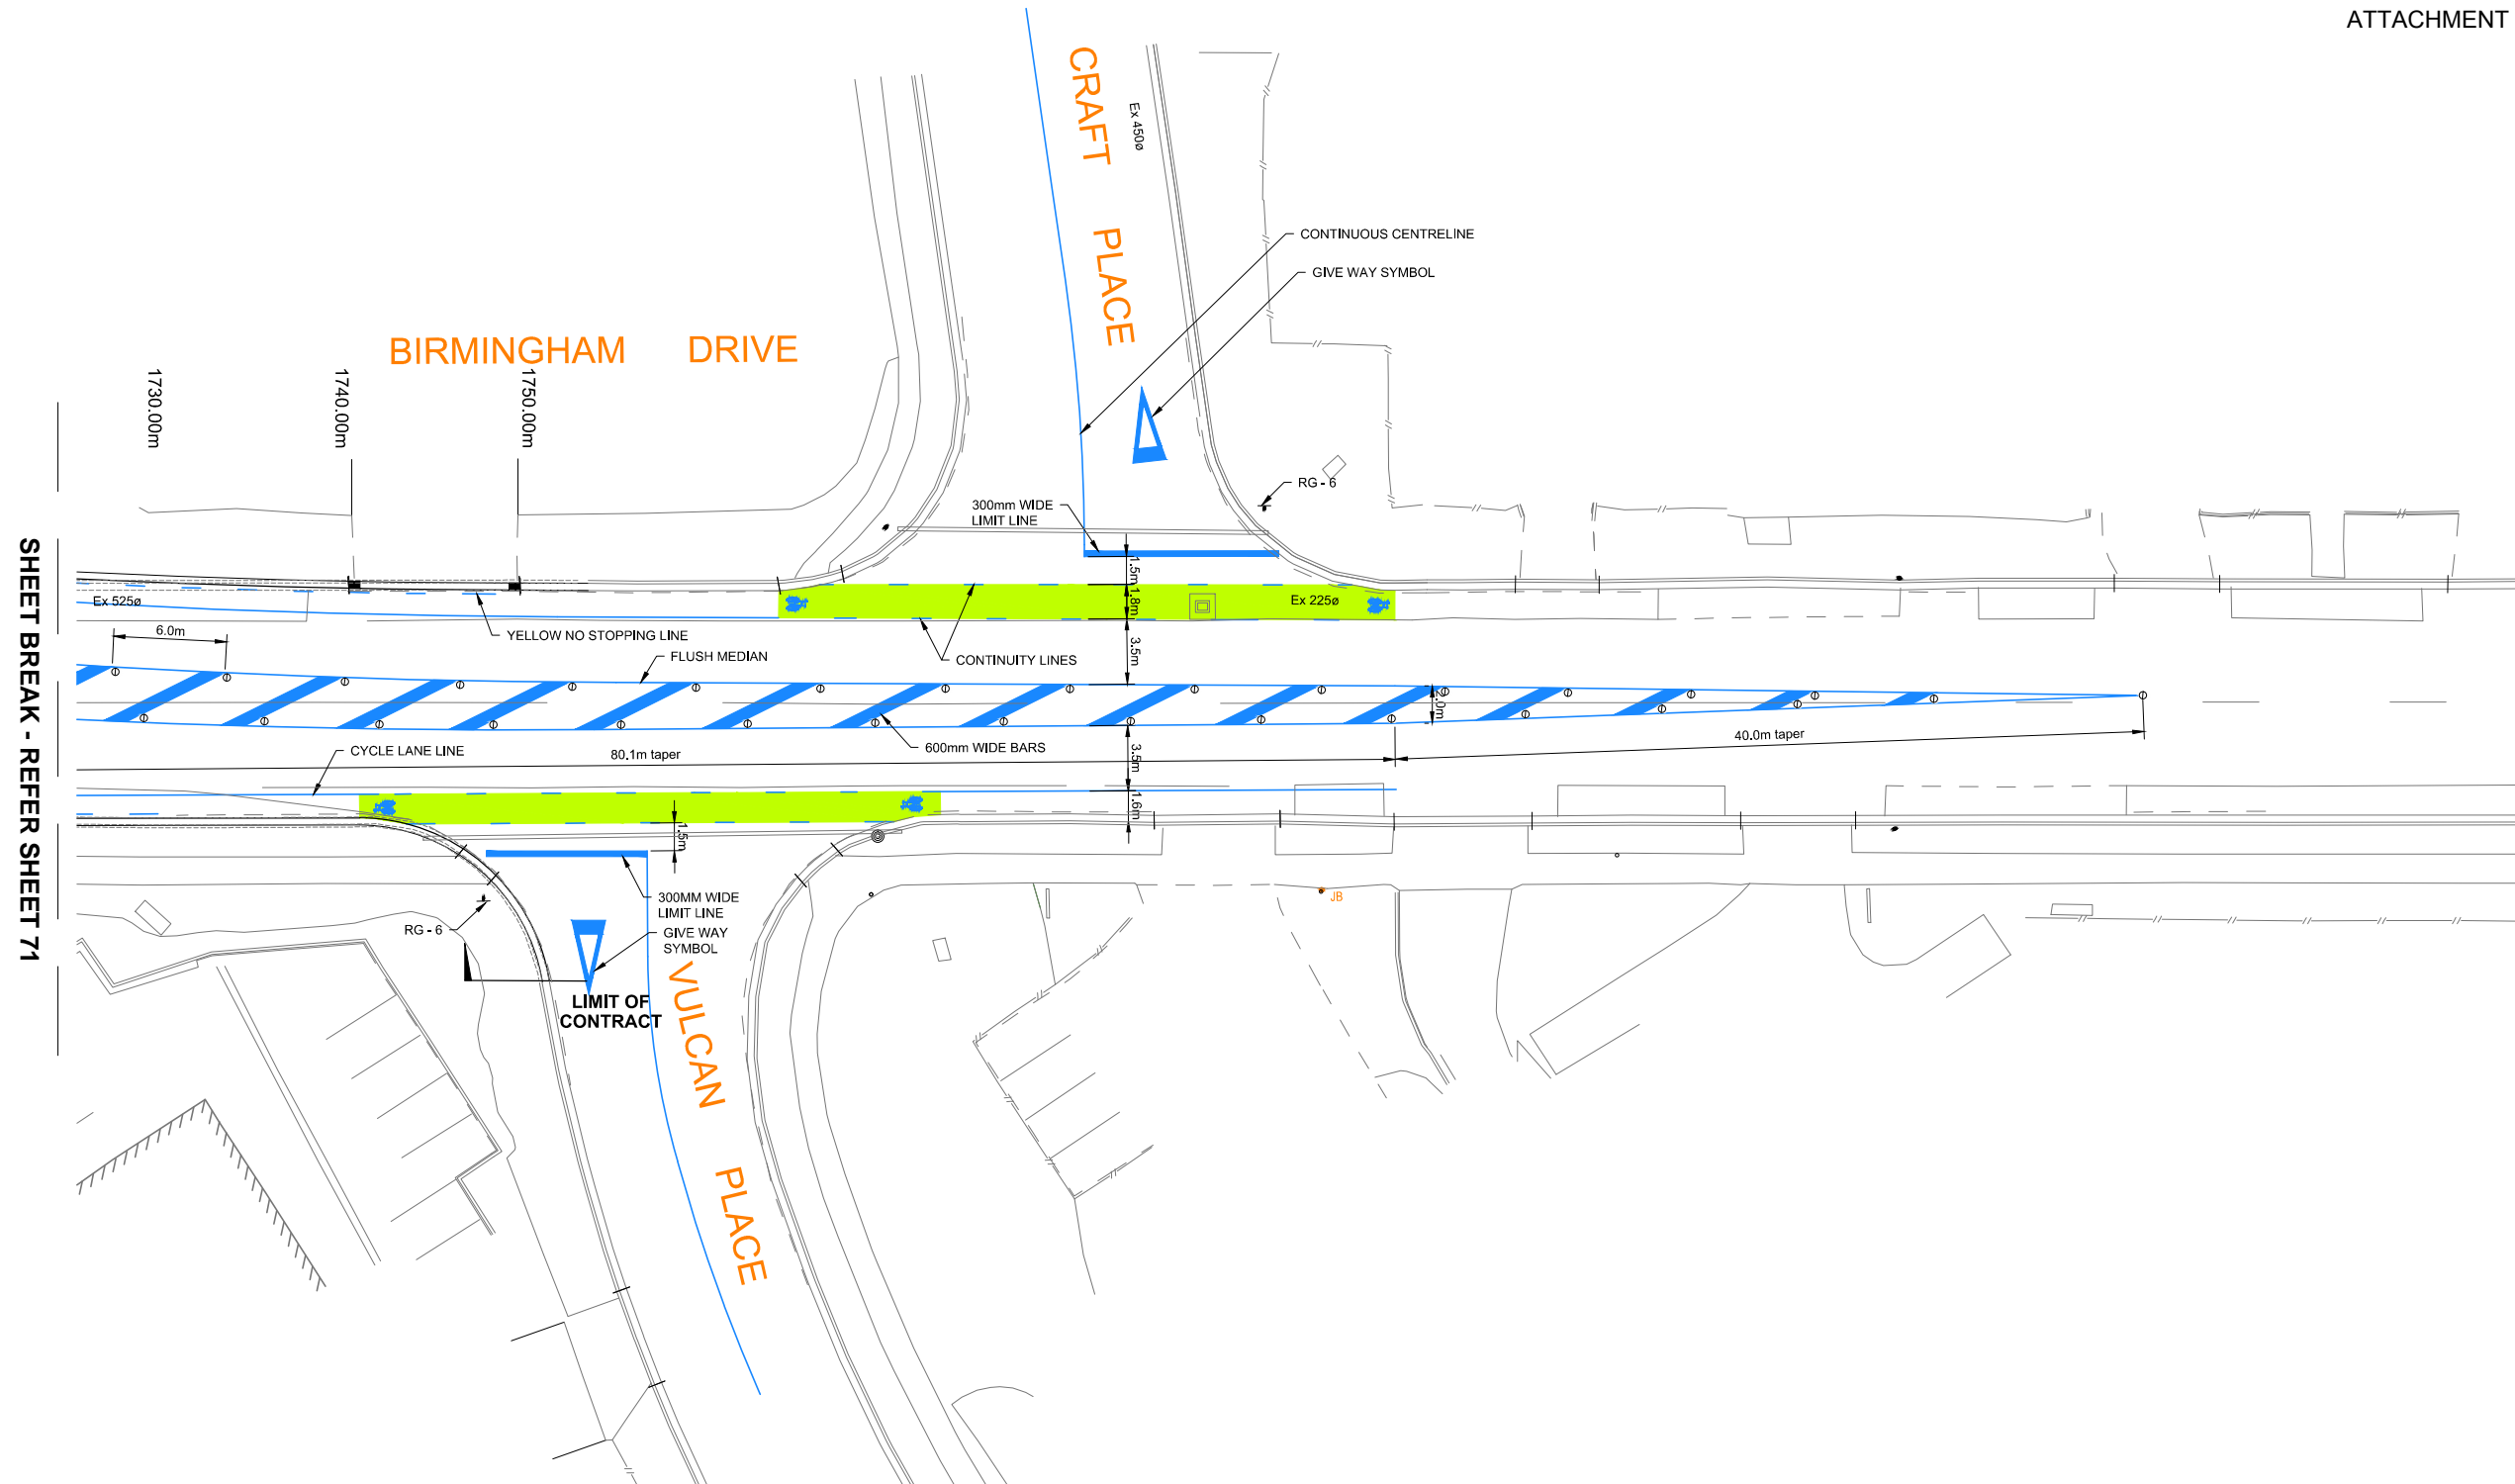 ATTACHMENT
CRAFT PLACE
Ex 450ø
CONTINUOUS CENTRELINE
GIVE WAY SYMBOL
BIRMINGHAM DRIVE
1730.00m
1740.00m
1750.00m
RG - 6
300mm WIDE
LIMIT LINE
1.5m
1.8m
3.5m
Ex 525ø
Ex 225ø
6.0m
YELLOW NO STOPPING LINE
FLUSH MEDIAN
CONTINUITY LINES
2.0m
CYCLE LANE LINE
80.1m taper
600mm WIDE BARS
3.5m
40.0m taper
1.6m
1.5m
SHEET BREAK - REFER SHEET 71
300MM WIDE
LIMIT LINE
GIVE WAY
SYMBOL
RG - 6
JB
LIMIT OF
CONTRACT
VULCAN PLACE